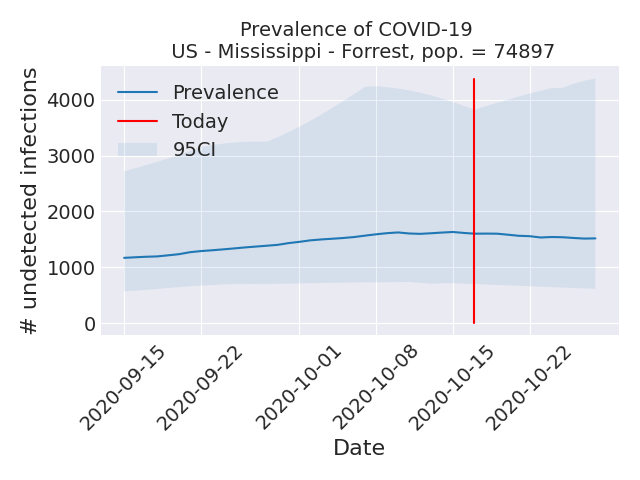 Prevalence of COVID-19
US - Mississippi - Forrest, pop. = 74897
# undetected infections
4000
3000
2000
1000
0
Prevalence
Today
95CI
2020-09-15
2020-09-22
2020-10-01
2020-10-08
2020-10-15
2020-10-22
Date